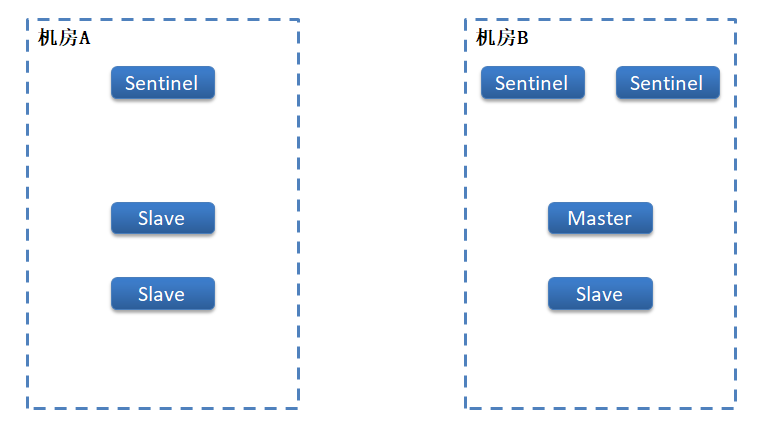 机房A
Sentinel
Slave
Slave
机房B
Sentinel
Sentinel
Master
Slave